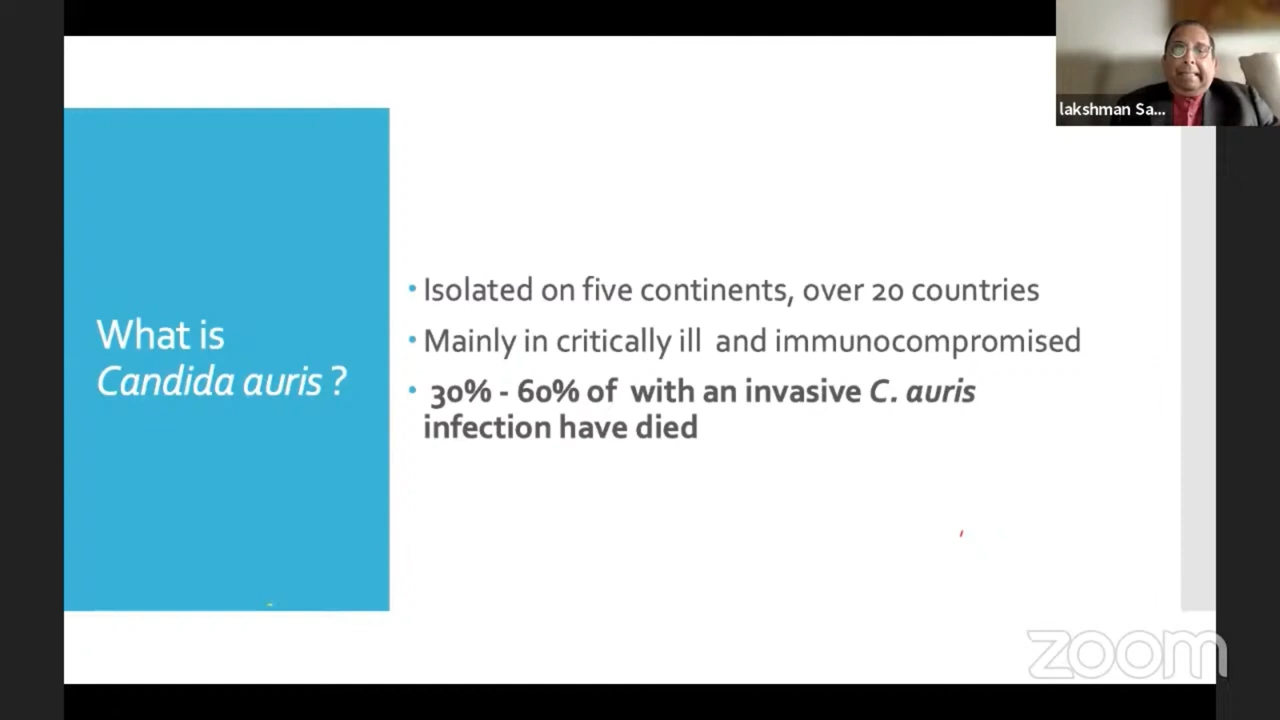 lakshman Sa...
What is
Candida auris ?
• Isolated on five continents, over 20 countries
• Mainly in critically ill and immunocompromised
• 30% - 60% of with an invasive C. auris
infection have died
zoom